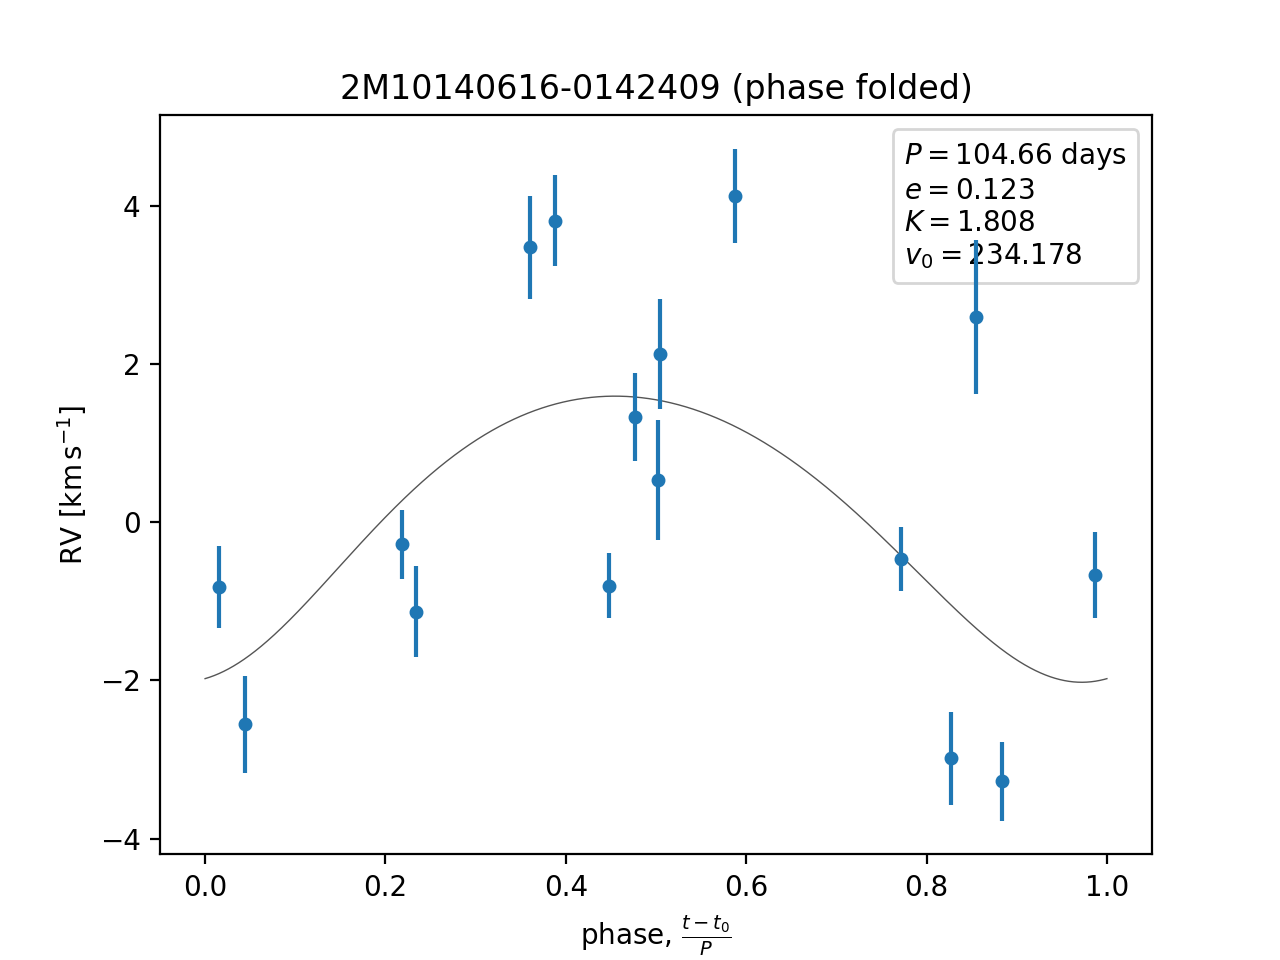 2M10140616-0142409 (phase folded)
P = 104.66 days
e = 0.123
K = 1.808
v₀ = 234.178
4
2
0
−2
−4
RV [km s⁻¹]
0.0 0.2 0.4 0.6 0.8 1.0
phase, (t − t₀)/P